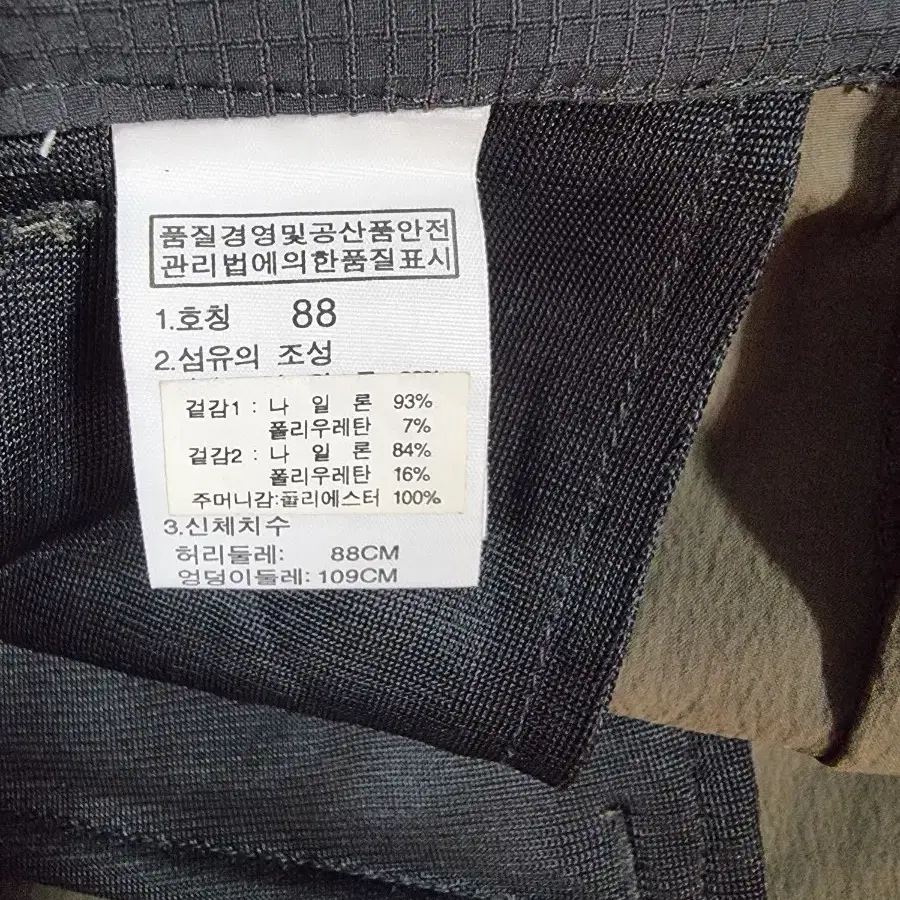 품질경영및공산품안전
관리법에의한품질표시
1.호칭 88
2.섬유의 조성
겉감1 : 나 일 론 93%
폴리우레탄 7%
겉감2 : 나 일 론 84%
폴리우레탄 16%
주머니감:폴리에스터 100%
3.신체치수
허리둘레: 88CM
엉덩이둘레: 109CM